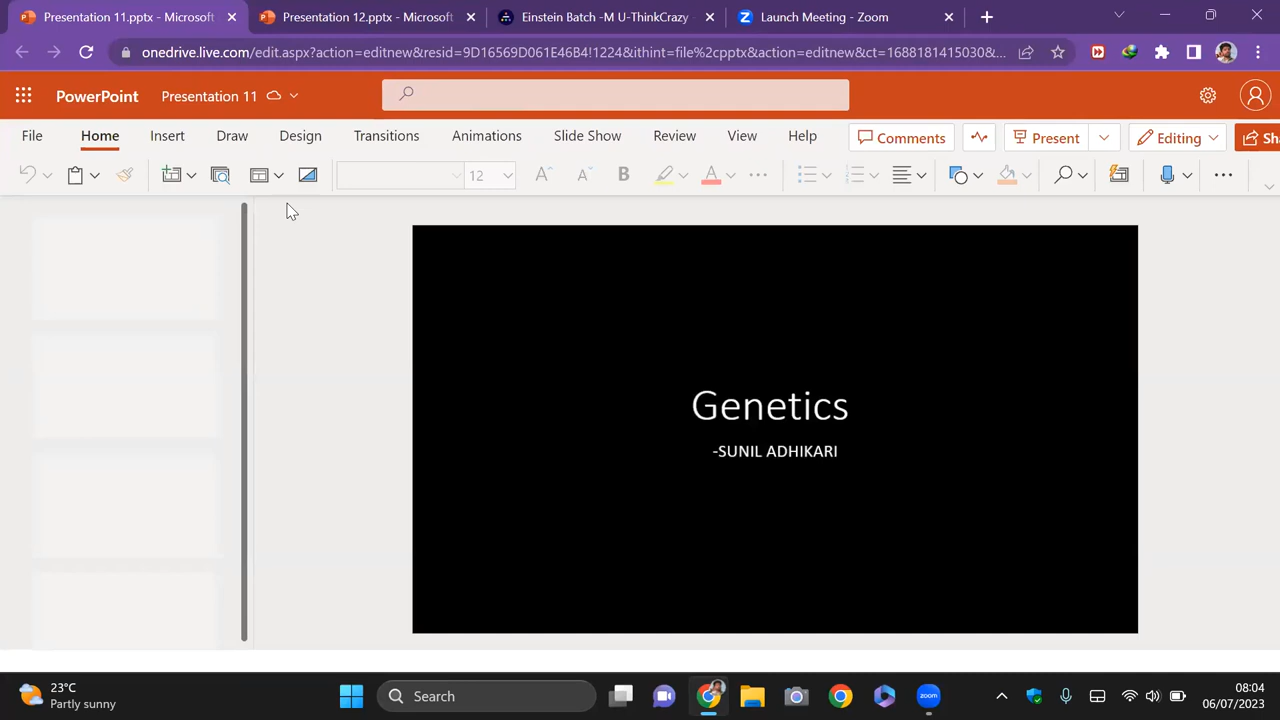 Presentation 11.pptx - Microsoft
Presentation 12.pptx - Microsoft
Einstein Batch -M U-ThinkCrazy
Launch Meeting - Zoom
onedrive.live.com/edit.aspx?action=editnew&resid=9D16569D061E46B4!1224&ithint=file%2cpptx&action=editnew&ct=1688181415030&...
PowerPoint
Presentation 11
File
Home
Insert
Draw
Design
Transitions
Animations
Slide Show
Review
View
Help
Comments
Present
Editing
Sh
12
Genetics
-SUNIL ADHIKARI
23°C
Partly sunny
Search
zoom
08:04
06/07/2023